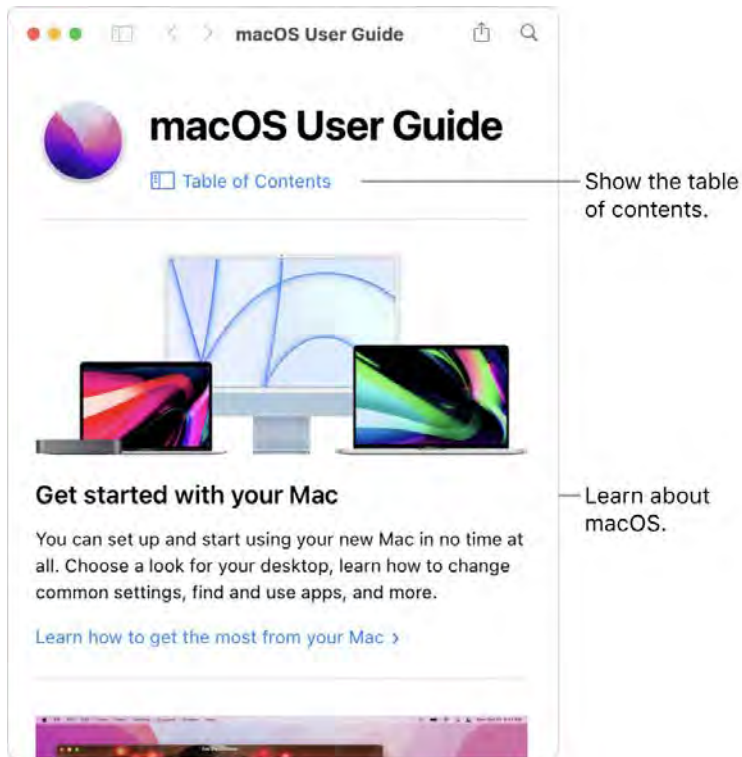 macOS User Guide
macOS User Guide
Table of Contents
Show the table
of contents.
Get started with your Mac
Learn about
macOS.
You can set up and start using your new Mac in no time at
all. Choose a look for your desktop, learn how to change
common settings, find and use apps, and more.
Learn how to get the most from your Mac >